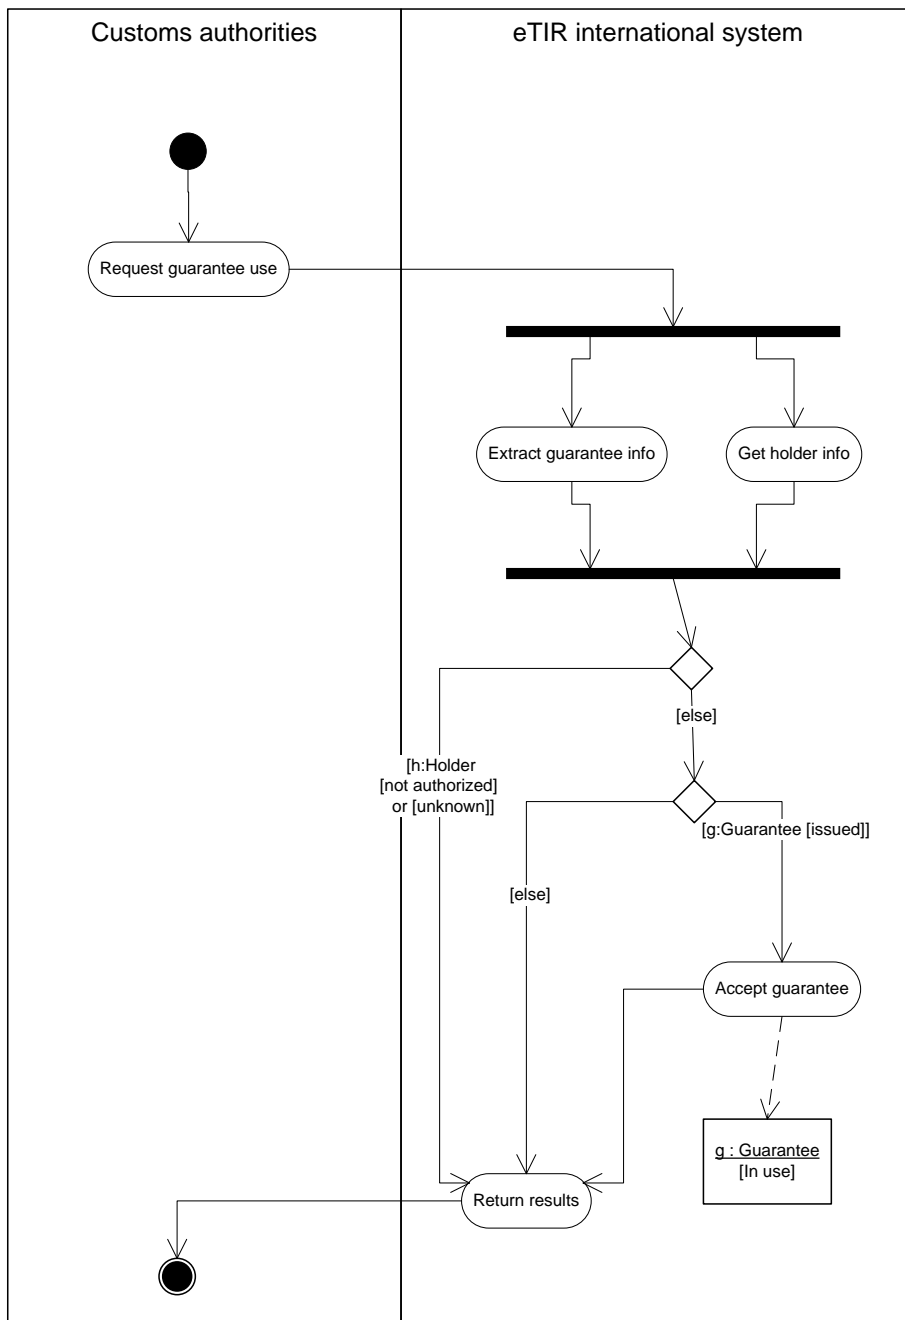 Customs authorities
eTIR international system
Request guarantee use
Extract guarantee info
Get holder info
[else]
[h:Holder
[not authorized]
or [unknown]]
[g:Guarantee [issued]]
[else]
Accept guarantee
g : Guarantee
[In use]
Return results